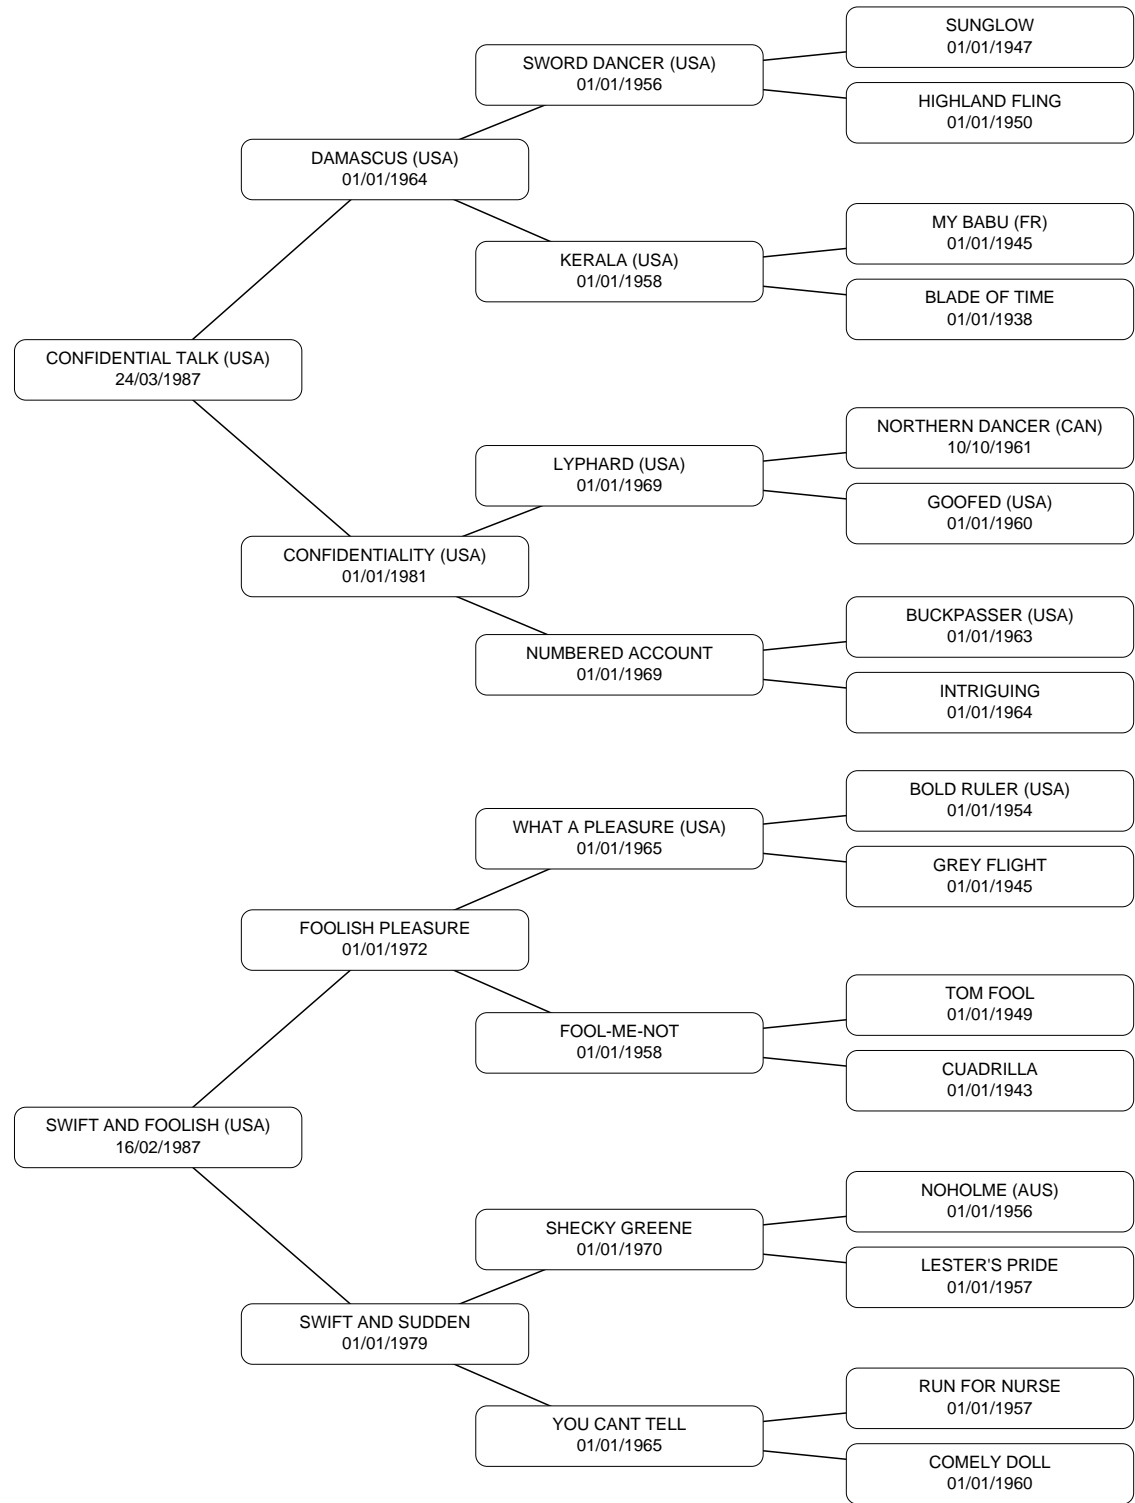 SUNGLOW
01/01/1947
SWORD DANCER (USA)
01/01/1956
HIGHLAND FLING
01/01/1950
DAMASCUS (USA)
01/01/1964
MY BABU (FR)
01/01/1945
KERALA (USA)
01/01/1958
BLADE OF TIME
01/01/1938
CONFIDENTIAL TALK (USA)
24/03/1987
NORTHERN DANCER (CAN)
10/10/1961
LYPHARD (USA)
01/01/1969
GOOFED (USA)
01/01/1960
CONFIDENTIALITY (USA)
01/01/1981
BUCKPASSER (USA)
01/01/1963
NUMBERED ACCOUNT
01/01/1969
INTRIGUING
01/01/1964
BOLD RULER (USA)
01/01/1954
WHAT A PLEASURE (USA)
01/01/1965
GREY FLIGHT
01/01/1945
FOOLISH PLEASURE
01/01/1972
TOM FOOL
01/01/1949
FOOL-ME-NOT
01/01/1958
CUADRILLA
01/01/1943
SWIFT AND FOOLISH (USA)
16/02/1987
NOHOLME (AUS)
01/01/1956
SHECKY GREENE
01/01/1970
LESTER'S PRIDE
01/01/1957
SWIFT AND SUDDEN
01/01/1979
RUN FOR NURSE
01/01/1957
YOU CANT TELL
01/01/1965
COMELY DOLL
01/01/1960